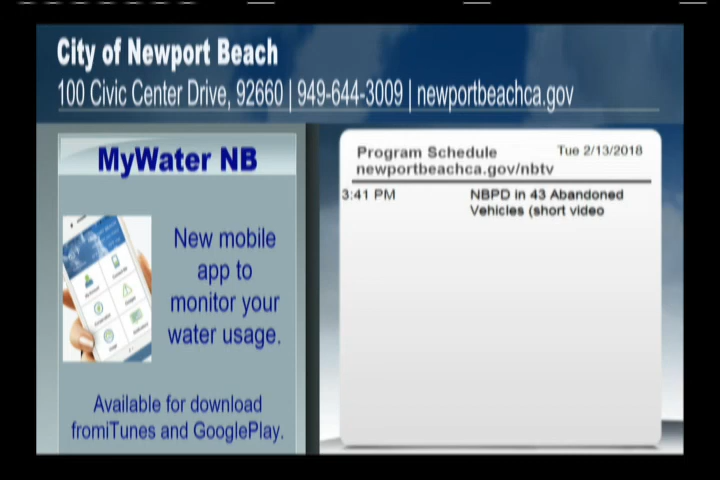 City of Newport Beach
100 Civic Center Drive, 92660 | 949-644-3009 | newportbeachca.gov
MyWater NB
New mobile
app to
monitor your
water usage.
Available for download
fromiTunes and GooglePlay.
Program Schedule Tue 2/13/2018
newportbeachca.gov/nbtv
3:41 PM NBPD in 43 Abandoned
Vehicles (short video